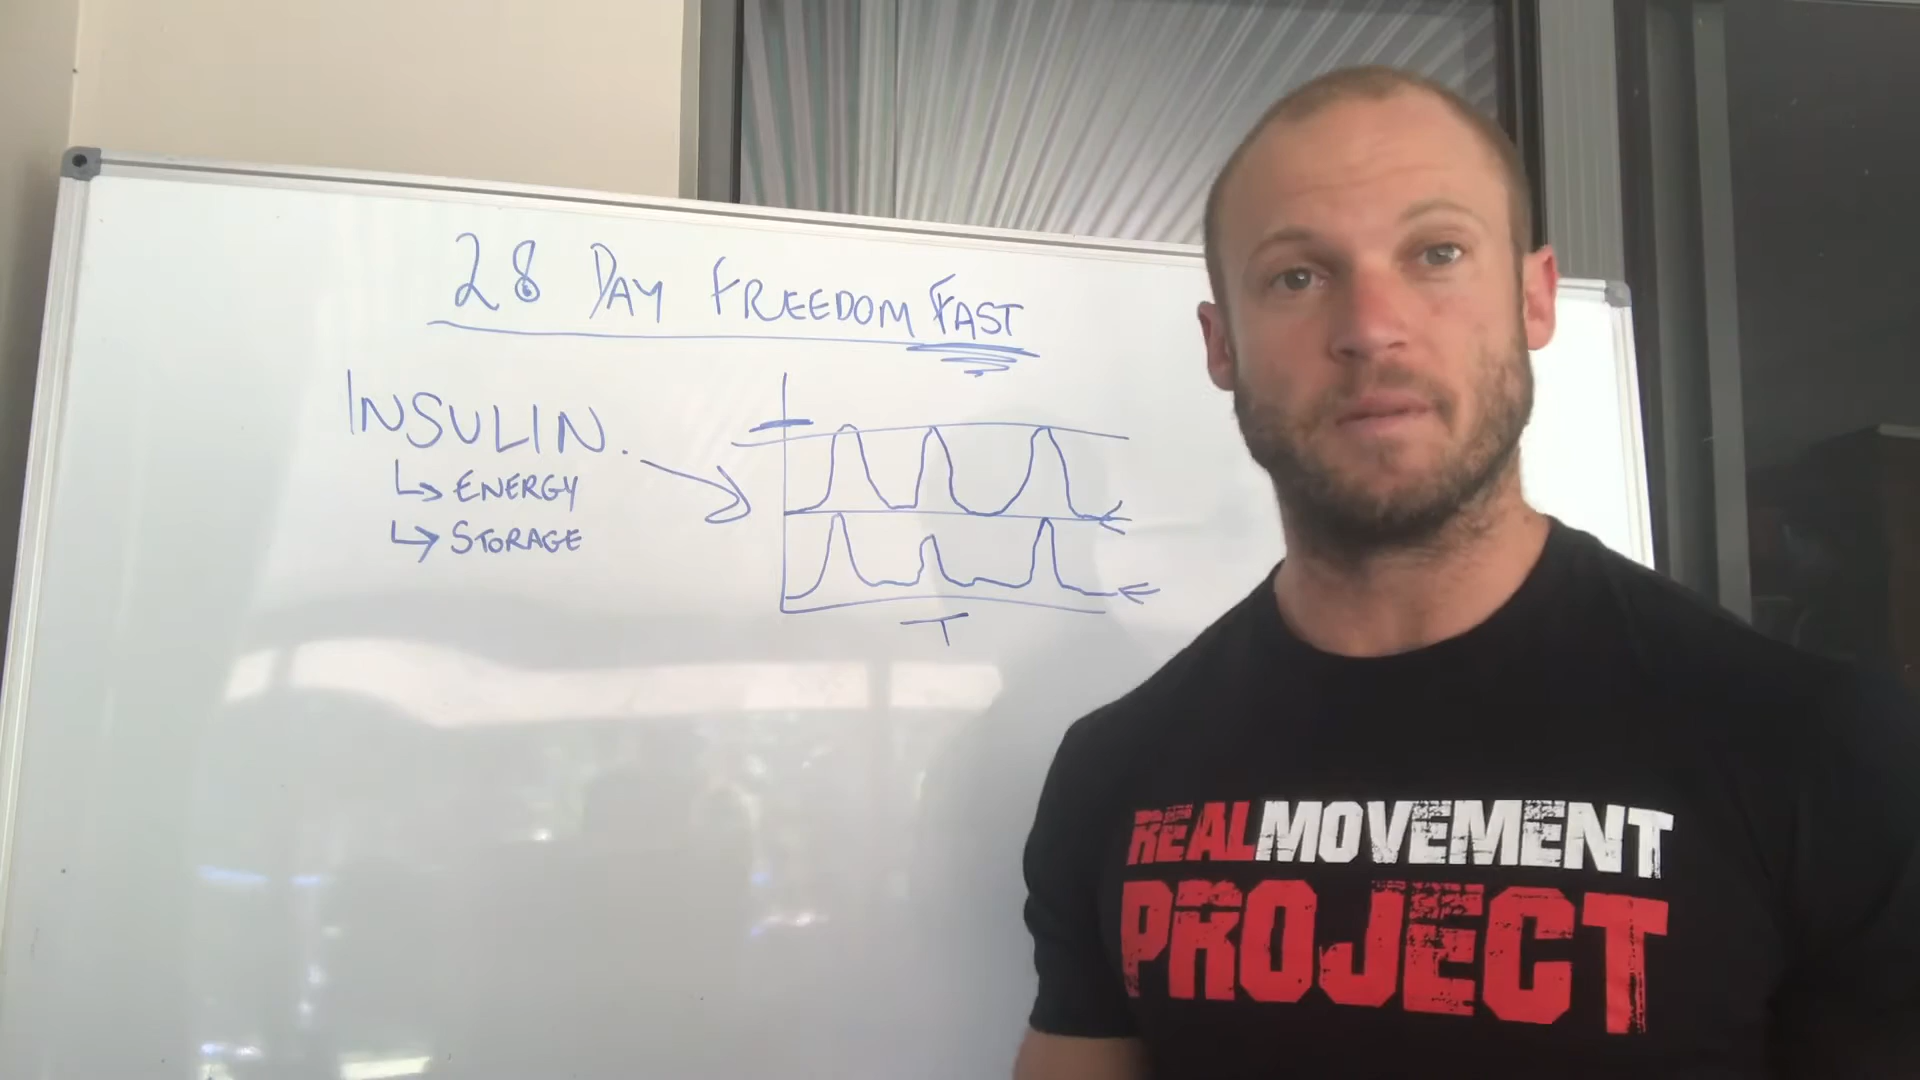 28 DAY FREEDOM FAST
INSULIN.
↳ ENERGY
↳ STORAGE
T
REALMOVEMENT
PROJECT